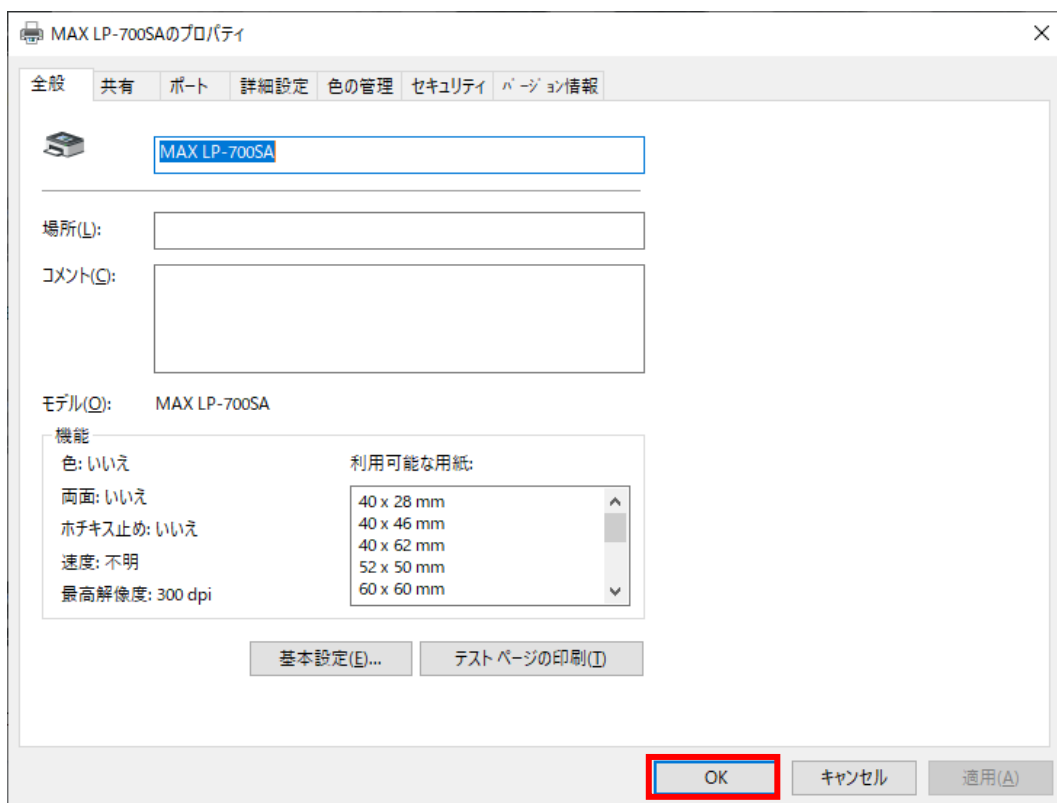 MAX LP-700SAのプロパティ
全般 共有 ポート 詳細設定 色の管理 セキュリティ バージョン情報
MAX LP-700SA
場所(L):
コメント(C):
モデル(O): MAX LP-700SA
機能
色: いいえ
両面: いいえ
ホチキス止め: いいえ
速度: 不明
最高解像度: 300 dpi
利用可能な用紙:
40 x 28 mm
40 x 46 mm
40 x 62 mm
52 x 50 mm
60 x 60 mm
基本設定(E)... テスト ページの印刷(T)
OK キャンセル 適用(A)